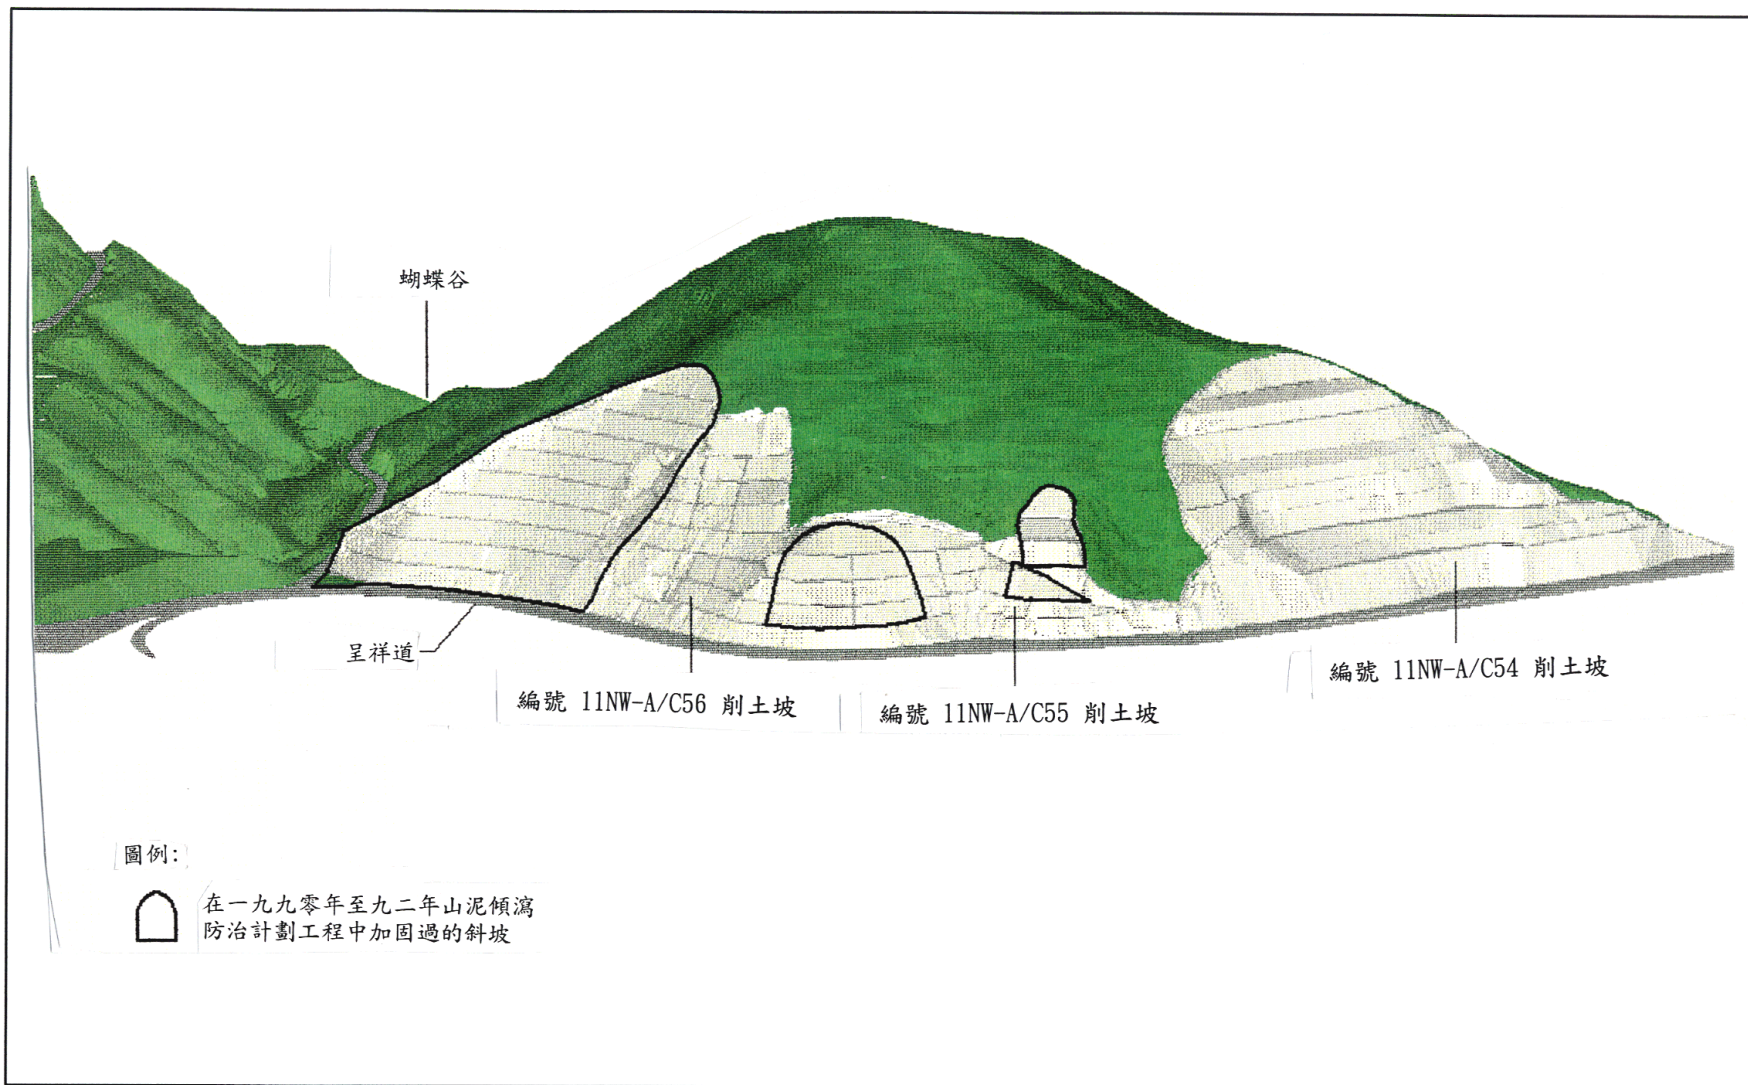 蝴蝶谷
呈祥道
編號 11NW-A/C56 削土坡
編號 11NW-A/C55 削土坡
編號 11NW-A/C54 削土坡
圖例:
在一九九零年至九二年山泥傾瀉
防治計劃工程中加固過的斜坡